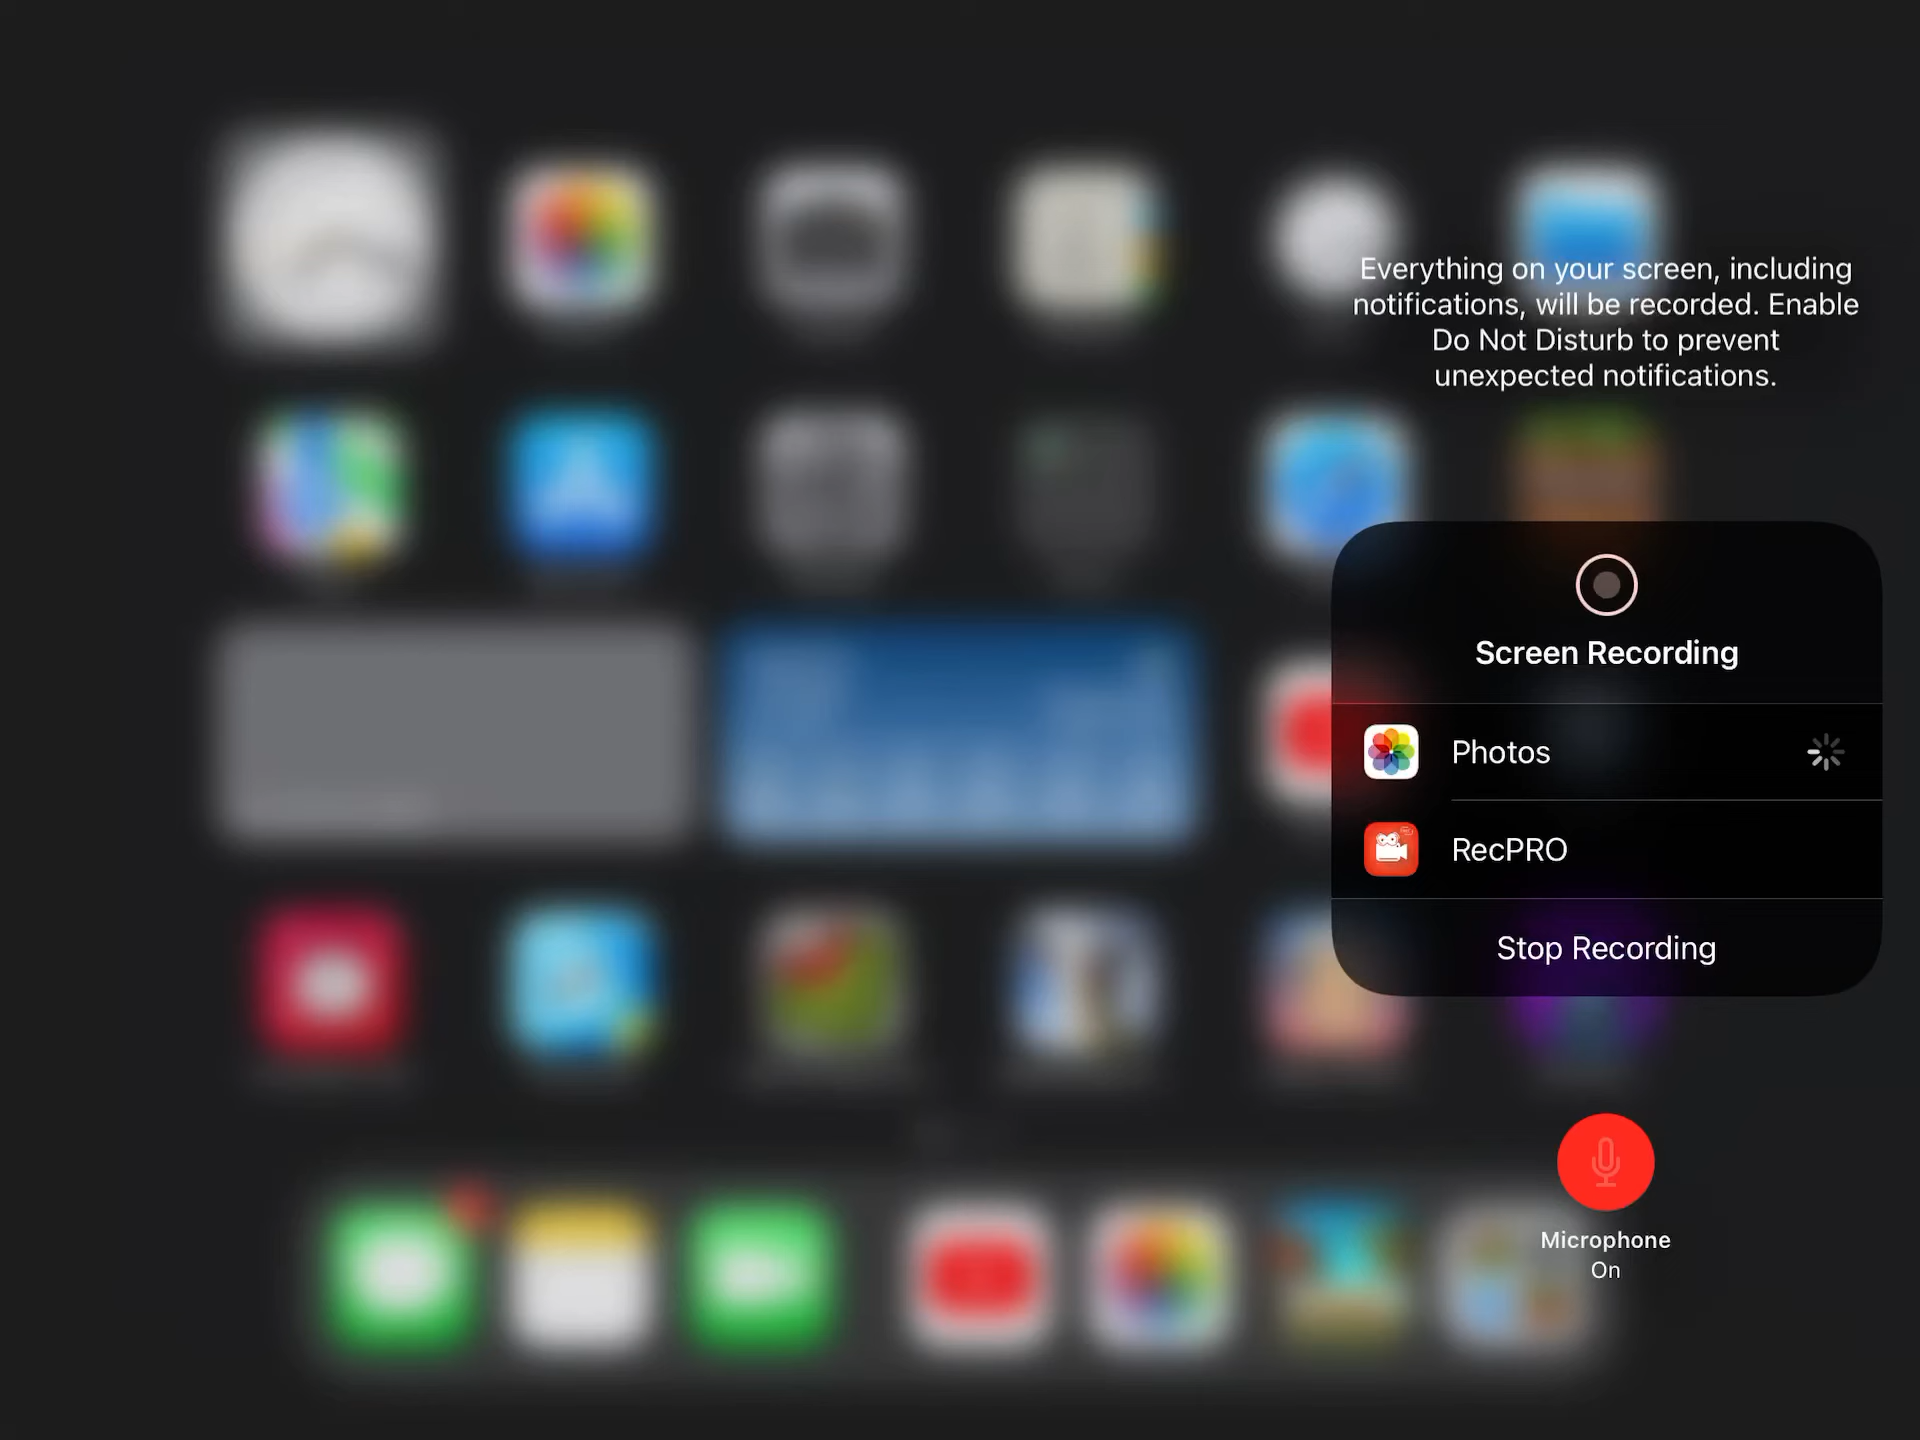 Everything on your screen, including
notifications, will be recorded. Enable
Do Not Disturb to prevent
unexpected notifications.
Screen Recording
Photos
RecPRO
Stop Recording
Microphone
On